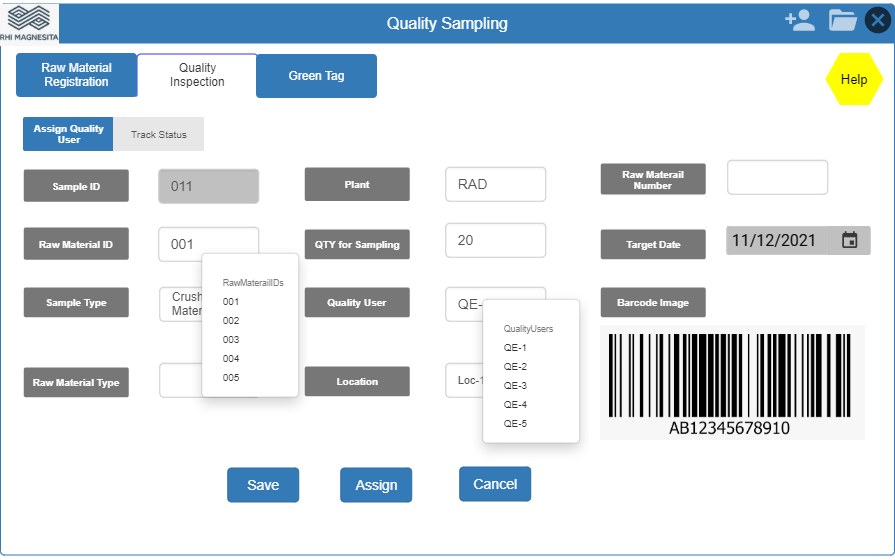 RHI MAGNESITA
Quality Sampling
Raw Material
Registration
Quality
Inspection
Green Tag
Help
Assign Quality
User
Track Status
Sample ID
011
Plant
RAD
Raw Materail
Number
Raw Material ID
001
QTY for Sampling
20
Target Date
11/12/2021
RawMaterailIDs
001
002
003
004
005
Sample Type
Crush
Mater
Quality User
QE-
Barcode Image
QualityUsers
QE-1
QE-2
QE-3
QE-4
QE-5
Raw Material Type
Location
Loc-1
AB12345678910
Save
Assign
Cancel